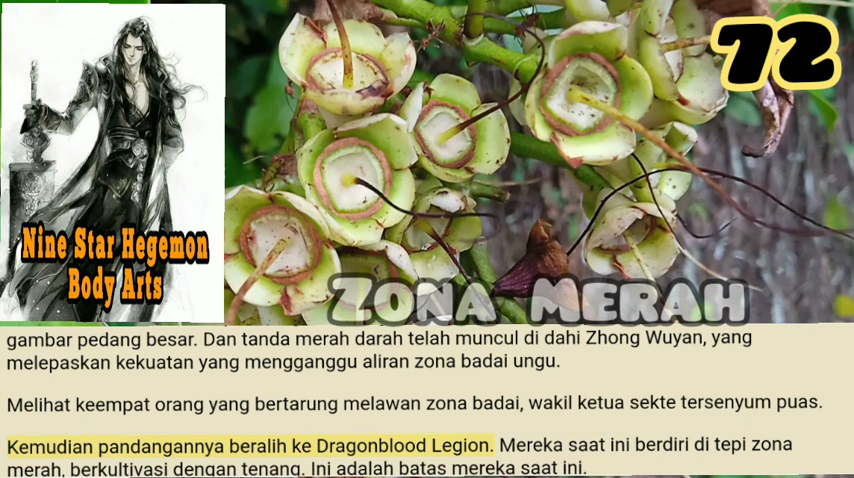 72
Nine Star Hegemon
Body Arts
ZONA MERAH
gambar pedang besar. Dan tanda merah darah telah muncul di dahi Zhong Wuyan, yang
melepaskan kekuatan yang mengganggu aliran zona badai ungu.
Melihat keempat orang yang bertarung melawan zona badai, wakil ketua sekte tersenyum puas.
Kemudian pandangannya beralih ke Dragonblood Legion. Mereka saat ini berdiri di tepi zona
merah, berkultivasi dengan tenang. Ini adalah batas mereka saat ini.